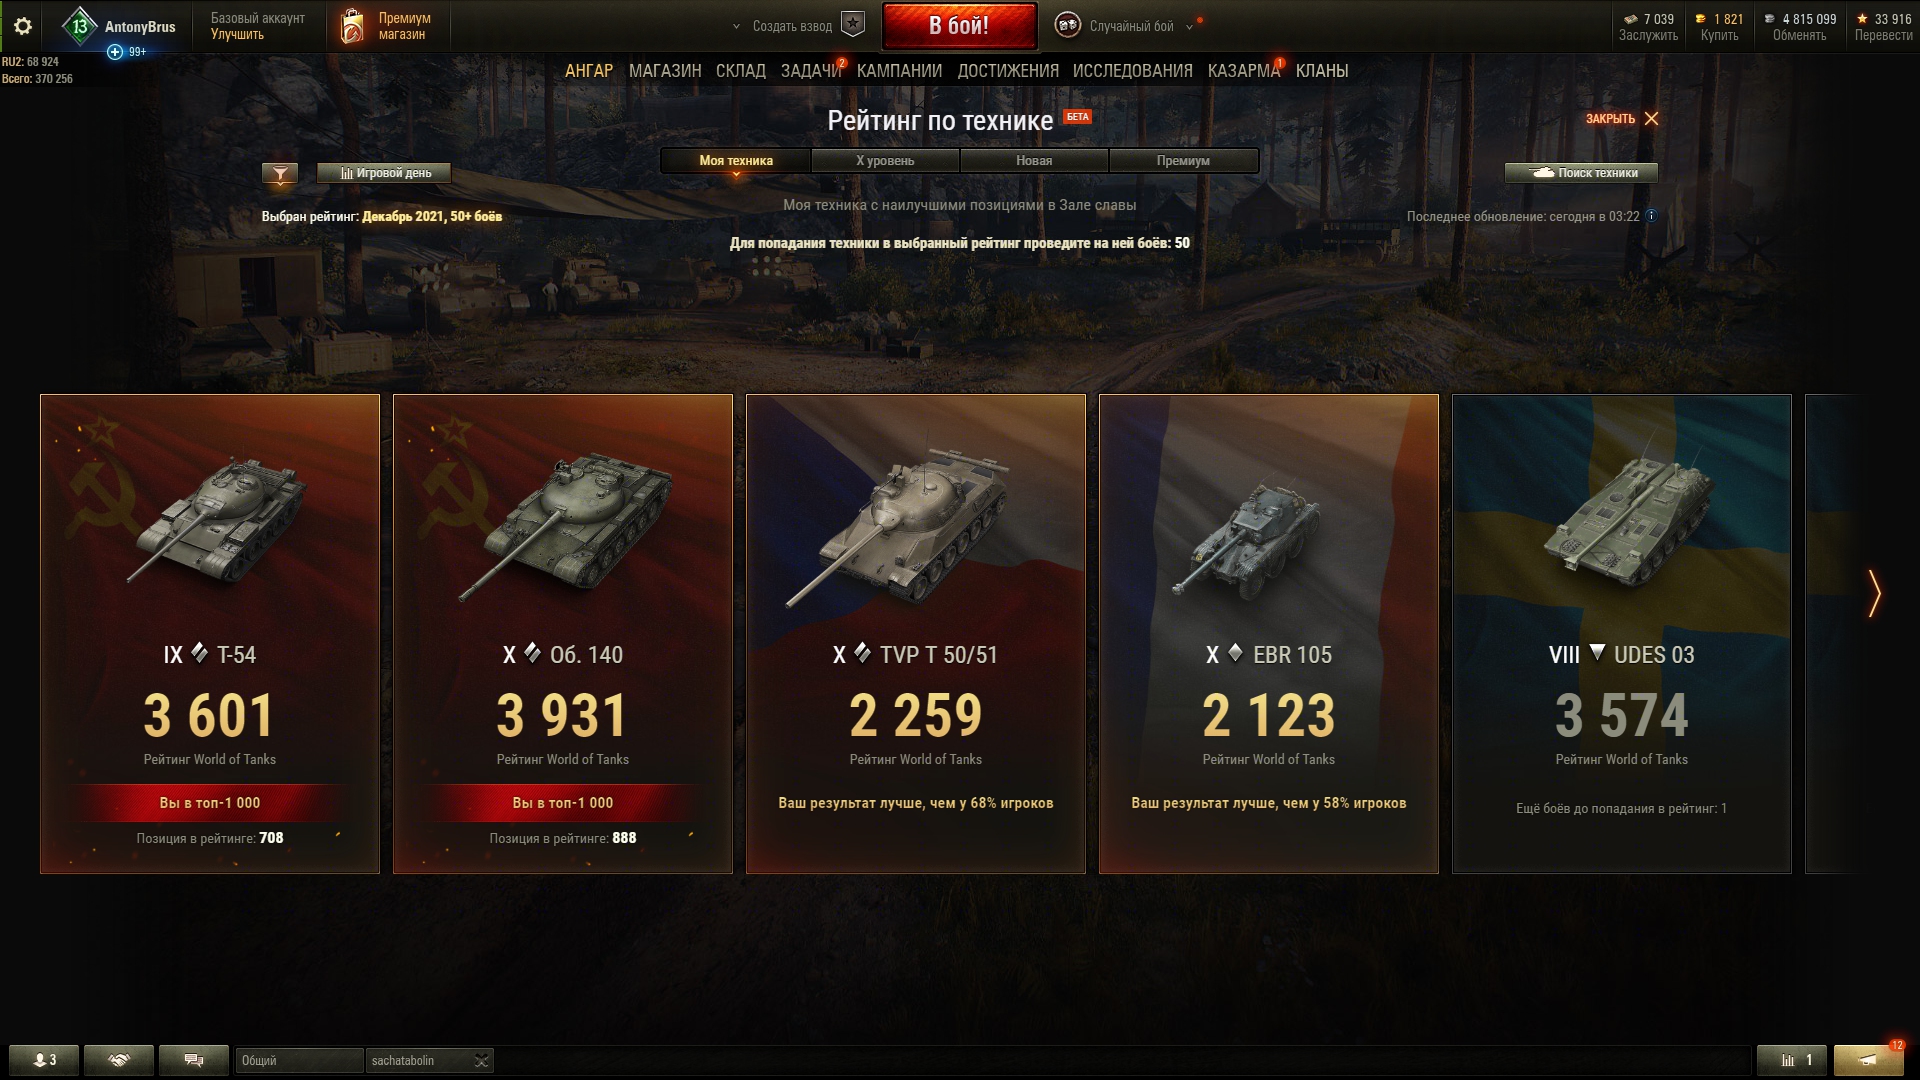 13 AntonyBrus
99+
Базовый аккаунт
Улучшить
Премиум
магазин
Создать взвод
В бой!
Случайный бой
7 039
Заслужить
1 821
Купить
4 815 099
Обменять
33 916
Перевести
RU2: 68 924
Всего: 370 256
АНГАР МАГАЗИН СКЛАД ЗАДАЧИ 2 КАМПАНИИ ДОСТИЖЕНИЯ ИССЛЕДОВАНИЯ КАЗАРМА 1 КЛАНЫ
Рейтинг по технике БЕТА
ЗАКРЫТЬ
Моя техника X уровень Новая Премиум
Игровой день
Поиск техники
Моя техника с наилучшими позициями в Зале славы
Выбран рейтинг: Декабрь 2021, 50+ боёв
Последнее обновление: сегодня в 03:22
Для попадания техники в выбранный рейтинг проведите на ней боёв: 50
IX Т-54
3 601
Рейтинг World of Tanks
Вы в топ-1 000
Позиция в рейтинге: 708
X Об. 140
3 931
Рейтинг World of Tanks
Вы в топ-1 000
Позиция в рейтинге: 888
X TVP T 50/51
2 259
Рейтинг World of Tanks
Ваш результат лучше, чем у 68% игроков
X EBR 105
2 123
Рейтинг World of Tanks
Ваш результат лучше, чем у 58% игроков
VIII UDES 03
3 574
Рейтинг World of Tanks
Ещё боёв до попадания в рейтинг: 1
3
Общий
sachatabolin
1
12